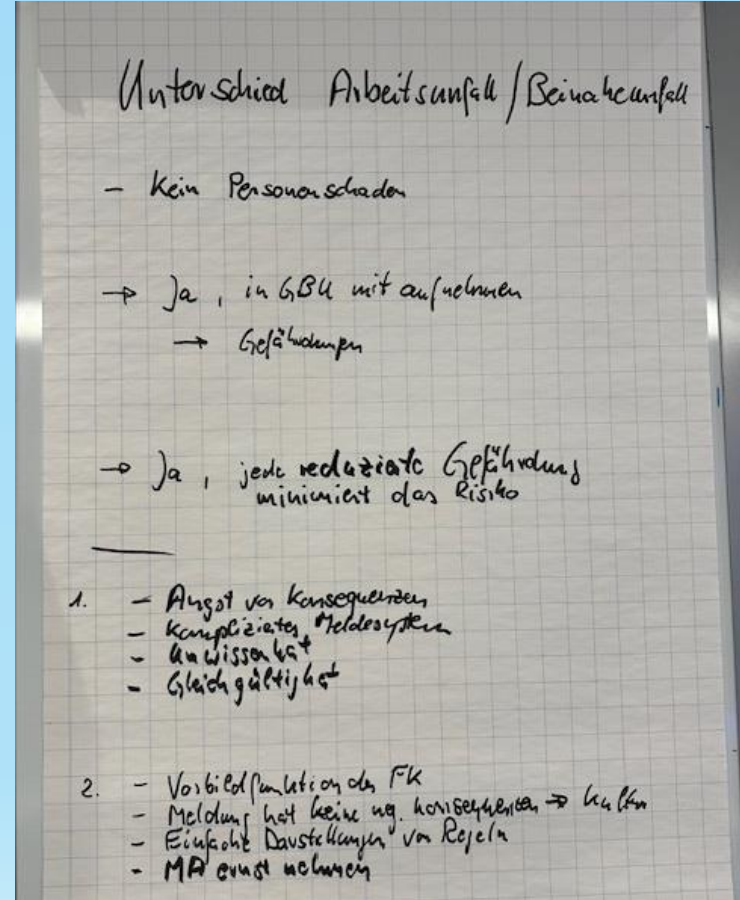 Unterschied Arbeitsunfall / Beinaheunfall
- Kein Personenschaden
→ Ja, in GBU mit aufnehmen
→ Gefährdungen
→ Ja, jede reduzierte Gefährdung
minimiert das Risiko
1. - Angst vor Konsequenzen
- Kompliziertes Meldesystem
- Unwissenheit
- Gleichgültigkeit
2. - Vorbildfunktion der FK
- Meldung hat keine neg. Konsequenzen → Kultur
- Einfache Darstellungen von Regeln
- MA ernst nehmen